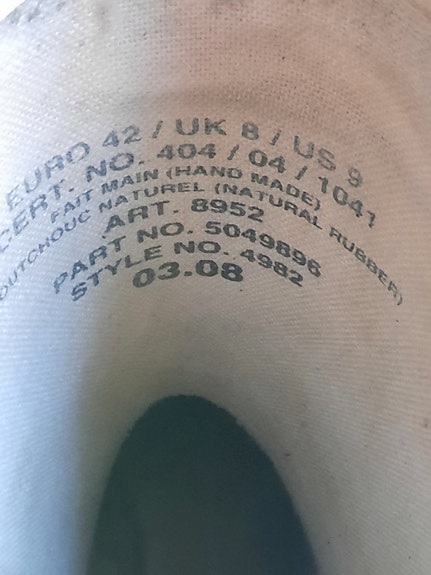 EURO 42 / UK 8 / US 9
CERT. NO. 404 / 04 / 1041
FAIT MAIN (HAND MADE)
OUTCHOUC NATUREL (NATURAL RUBBER)
ART. 8952
PART NO. 5049896
STYLE NO. 4982
03.08